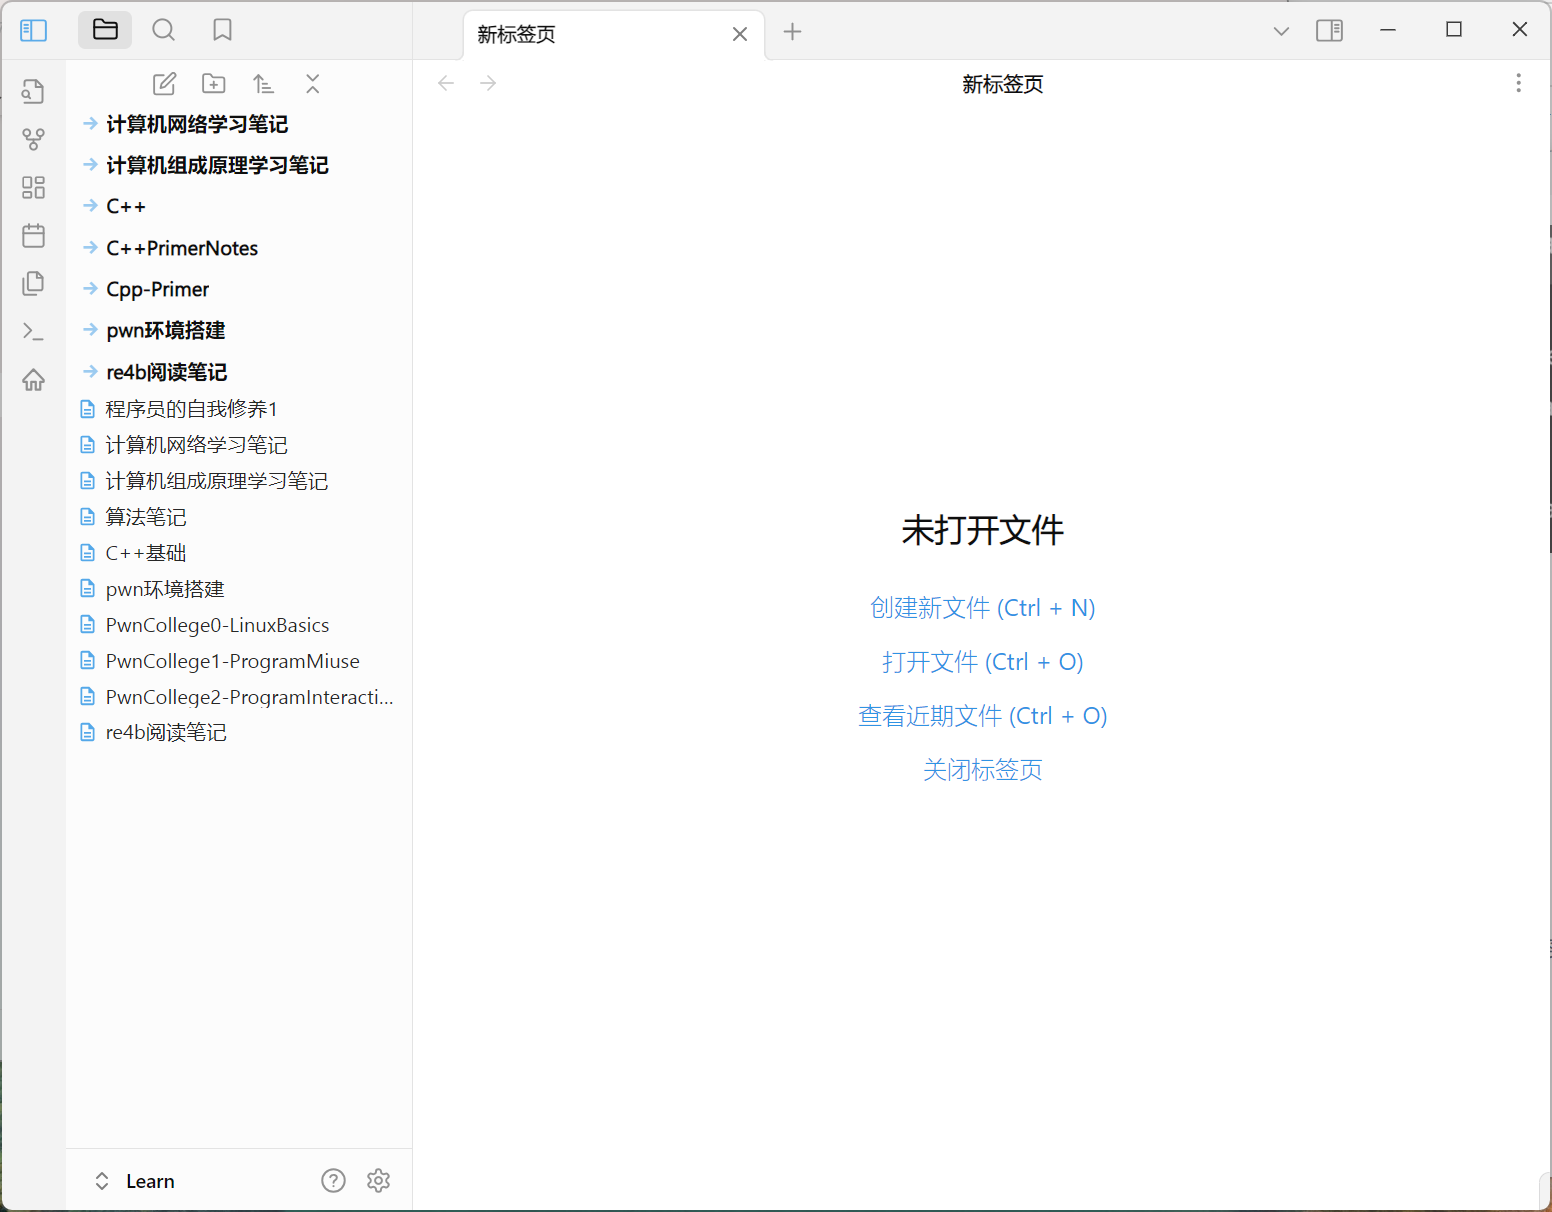 新标签页
新标签页
计算机网络学习笔记
计算机组成原理学习笔记
C++
C++PrimerNotes
Cpp-Primer
pwn环境搭建
re4b阅读笔记
程序员的自我修养1
计算机网络学习笔记
计算机组成原理学习笔记
算法笔记
C++基础
pwn环境搭建
PwnCollege0-LinuxBasics
PwnCollege1-ProgramMiuse
PwnCollege2-ProgramInteracti...
re4b阅读笔记
未打开文件
创建新文件 (Ctrl + N)
打开文件 (Ctrl + O)
查看近期文件 (Ctrl + O)
关闭标签页
Learn